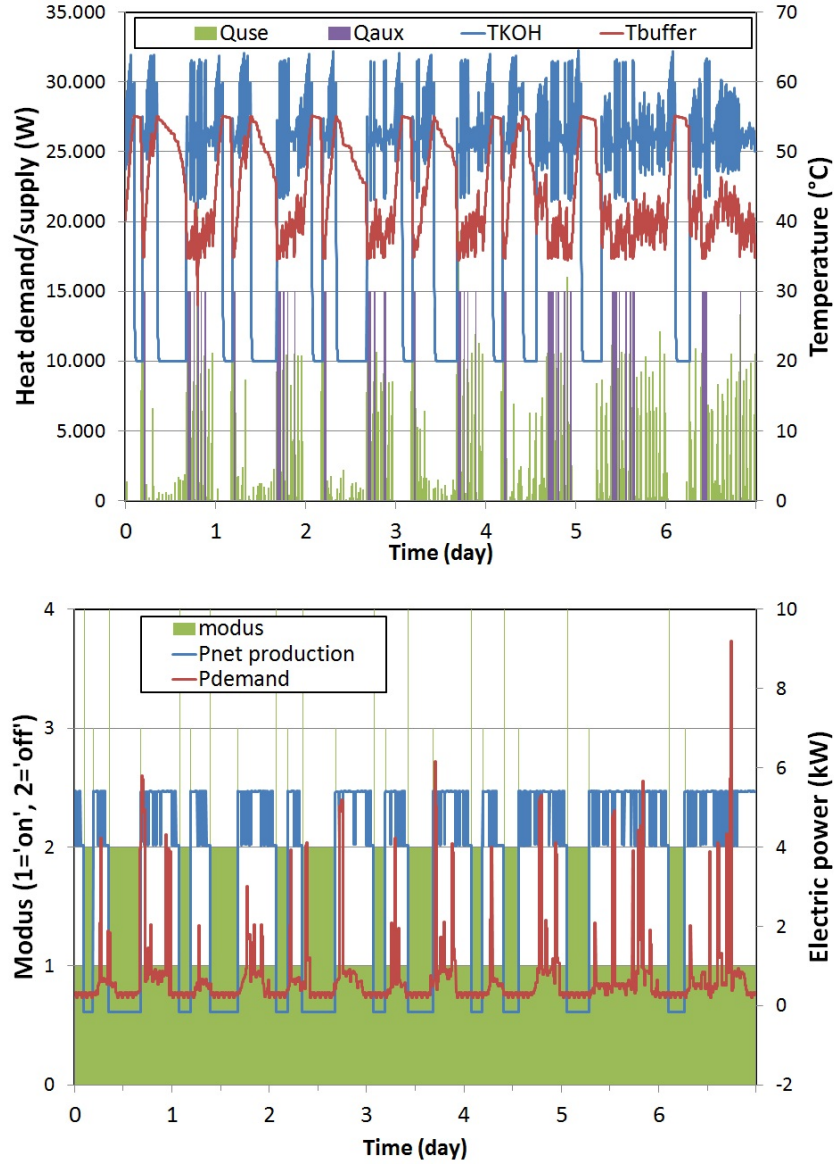 Quse Qaux TKOH Tbuffer
Heat demand/supply (W)
35.000
30.000
25.000
20.000
15.000
10.000
5.000
0
70
60
50
40
30
20
10
0
Temperature (°C)
0 1 2 3 4 5 6
Time (day)
modus
Pnet production
Pdemand
Modus (1='on', 2='off')
4
3
2
1
0
10
8
6
4
2
0
-2
Electric power (kW)
0 1 2 3 4 5 6
Time (day)